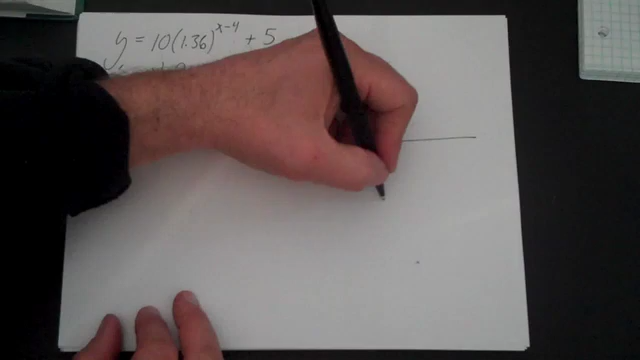 y = 10(1.36)^{x-4} + 5